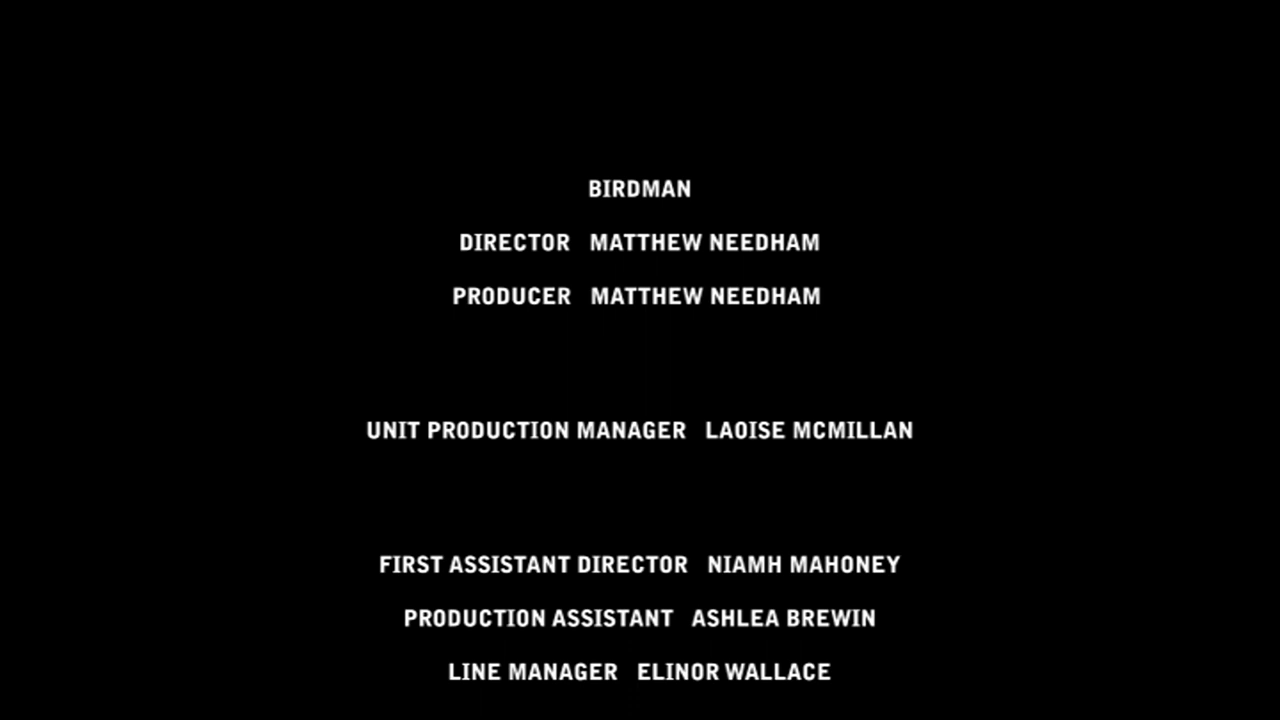 BIRDMAN
DIRECTOR MATTHEW NEEDHAM
PRODUCER MATTHEW NEEDHAM
UNIT PRODUCTION MANAGER LAOISE MCMILLAN
FIRST ASSISTANT DIRECTOR NIAMH MAHONEY
PRODUCTION ASSISTANT ASHLEA BREWIN
LINE MANAGER ELINOR WALLACE